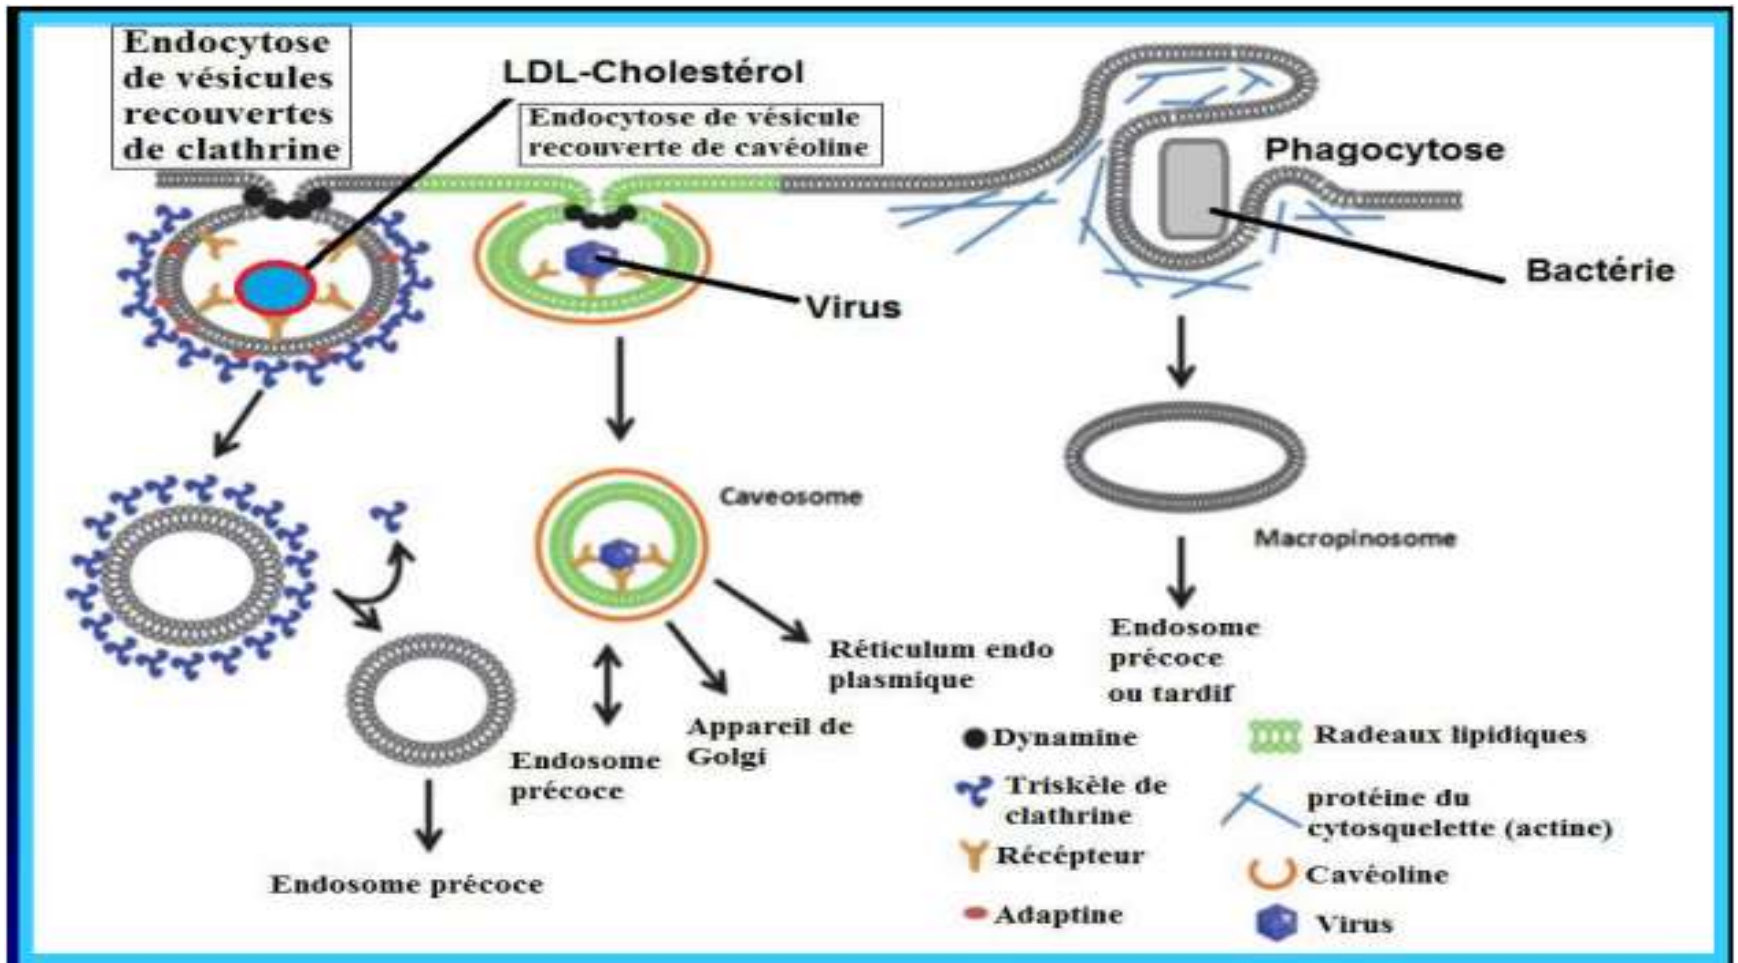 Endocytose
de vésicules
recouvertes
de clathrine
LDL-Cholestérol
Endocytose de vésicule
recouverte de cavéoline
Phagocytose
Bactérie
Virus
Caveosome
Macropinosome
Réticulum endo
plasmique
Appareil de
Golgi
Endosome
précoce
Endosome précoce
Endosome
précoce
ou tardif
Dynamine
Triskèle de
clathrine
Récépteur
Adaptine
Radeaux lipidiques
protéine du
cytosquelette (actine)
Cavéoline
Virus